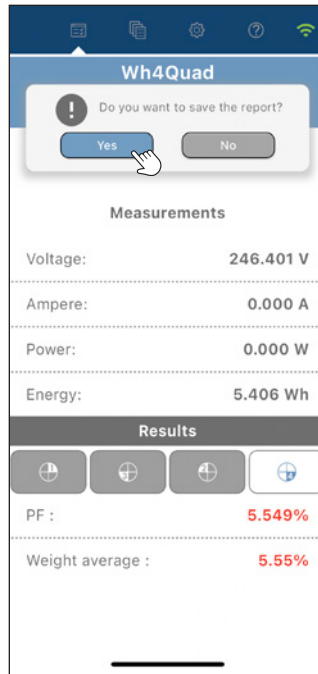 Wh4Quad
Do you want to save the report?
Yes No
Measurements
Voltage: 246.401 V
Ampere: 0.000 A
Power: 0.000 W
Energy: 5.406 Wh
Results
PF : 5.549%
Weight average : 5.55%